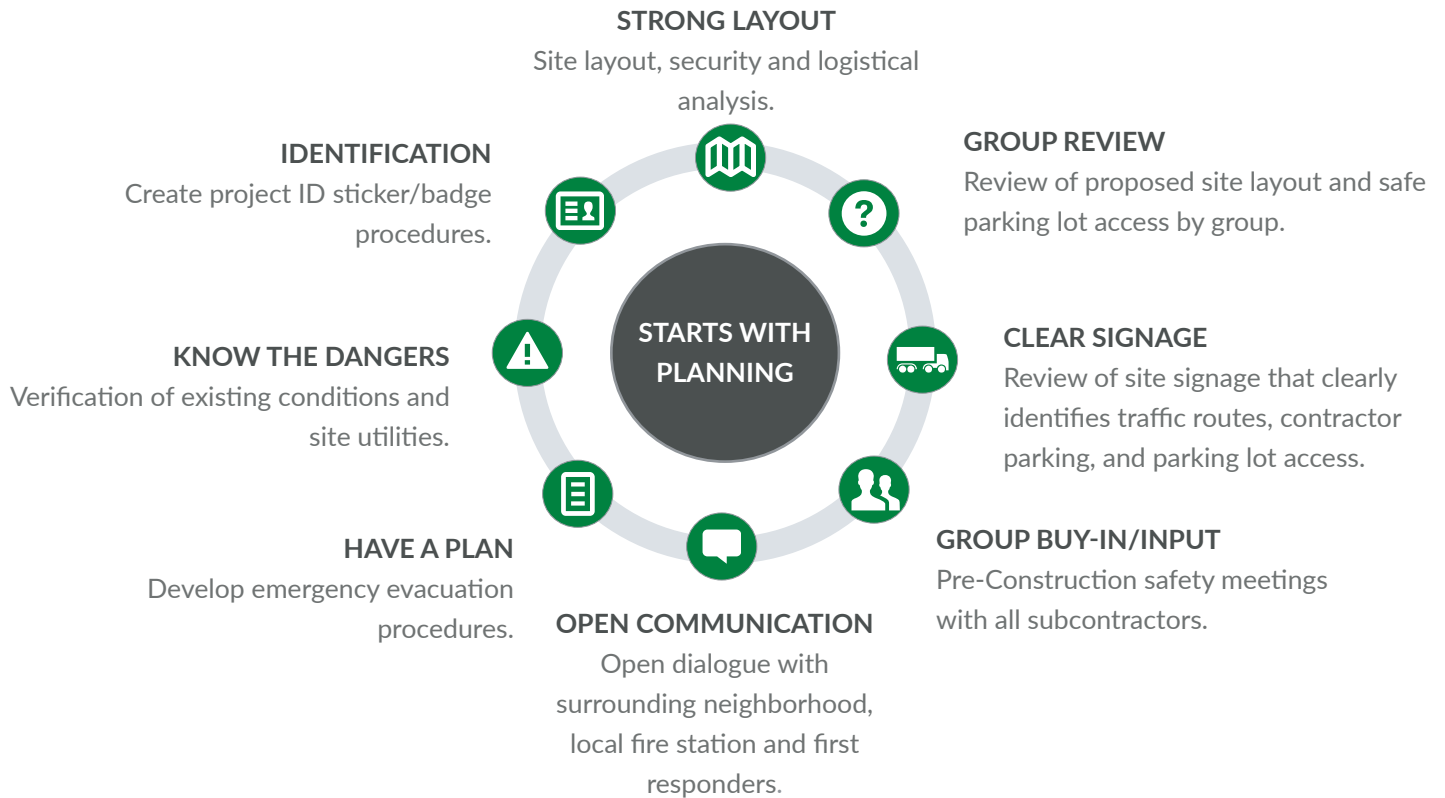 STRONG LAYOUT
Site layout, security and logistical
analysis.
GROUP REVIEW
Review of proposed site layout and safe
parking lot access by group.
CLEAR SIGNAGE
Review of site signage that clearly
identifies traffic routes, contractor
parking, and parking lot access.
GROUP BUY-IN/INPUT
Pre-Construction safety meetings
with all subcontractors.
OPEN COMMUNICATION
Open dialogue with
surrounding neighborhood,
local fire station and first
responders.
HAVE A PLAN
Develop emergency evacuation
procedures.
KNOW THE DANGERS
Verification of existing conditions and
site utilities.
IDENTIFICATION
Create project ID sticker/badge
procedures.
STARTS WITH
PLANNING
?